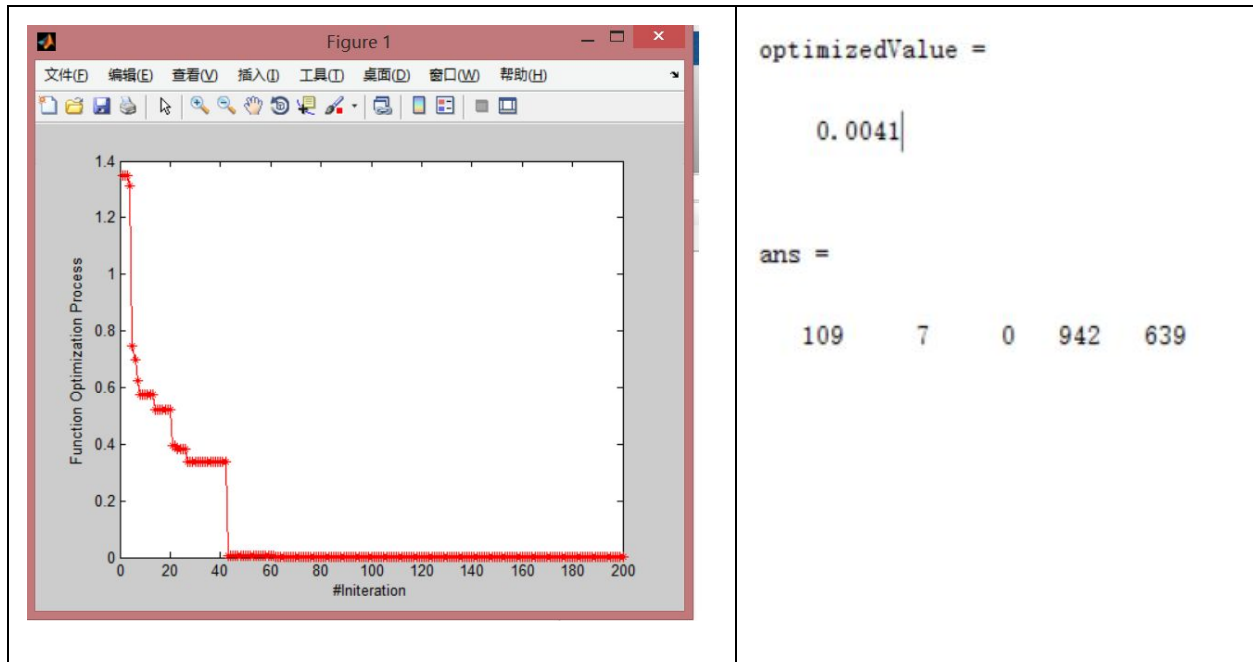 Figure 1
文件(F) 编辑(E) 查看(V) 插入(I) 工具(T) 桌面(D) 窗口(W) 帮助(H)
1.4
1.2
1
0.8
0.6
0.4
0.2
0
Function Optimization Process
0 20 40 60 80 100 120 140 160 180 200
#Initeration
optimizedValue =
0.0041
ans =
109 7 0 942 639